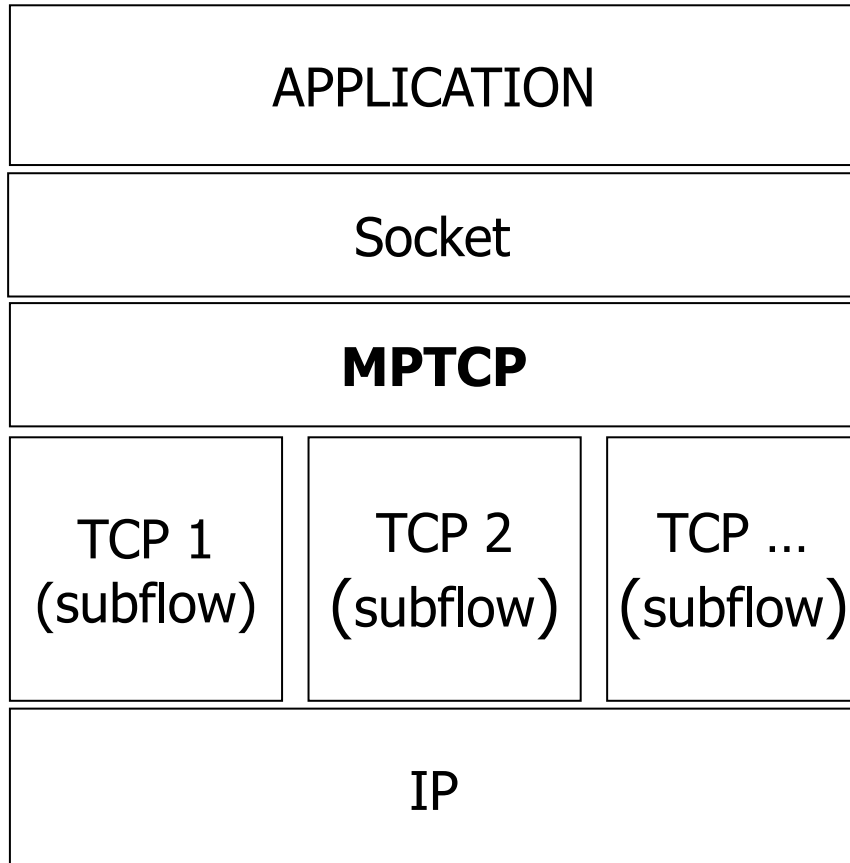 APPLICATION
Socket
MPTCP
TCP 1
(subflow)
TCP 2
(subflow)
TCP ...
(subflow)
IP